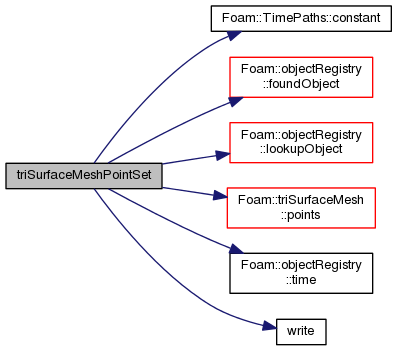 Foam::TimePaths::constant
Foam::objectRegistry
::foundObject
Foam::objectRegistry
::lookupObject
triSurfaceMeshPointSet
Foam::triSurfaceMesh
::points
Foam::objectRegistry
::time
write